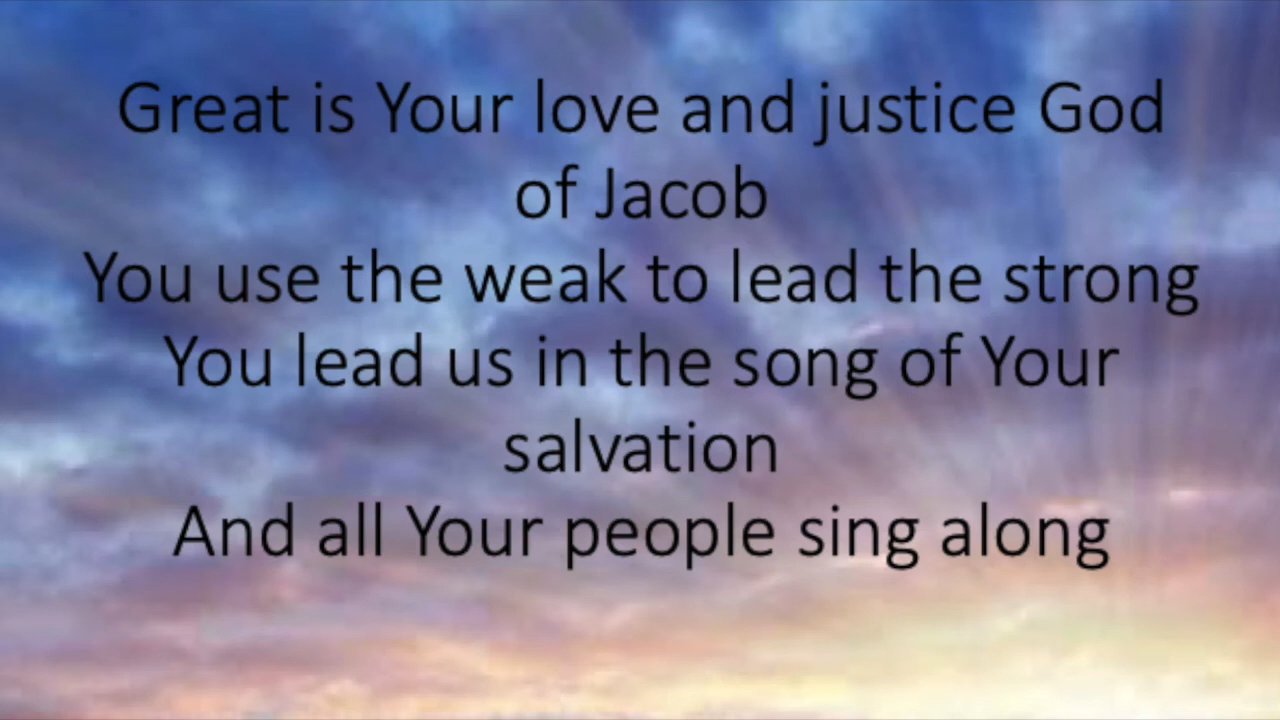 Great is Your love and justice God
of Jacob
You use the weak to lead the strong
You lead us in the song of Your
salvation
And all Your people sing along